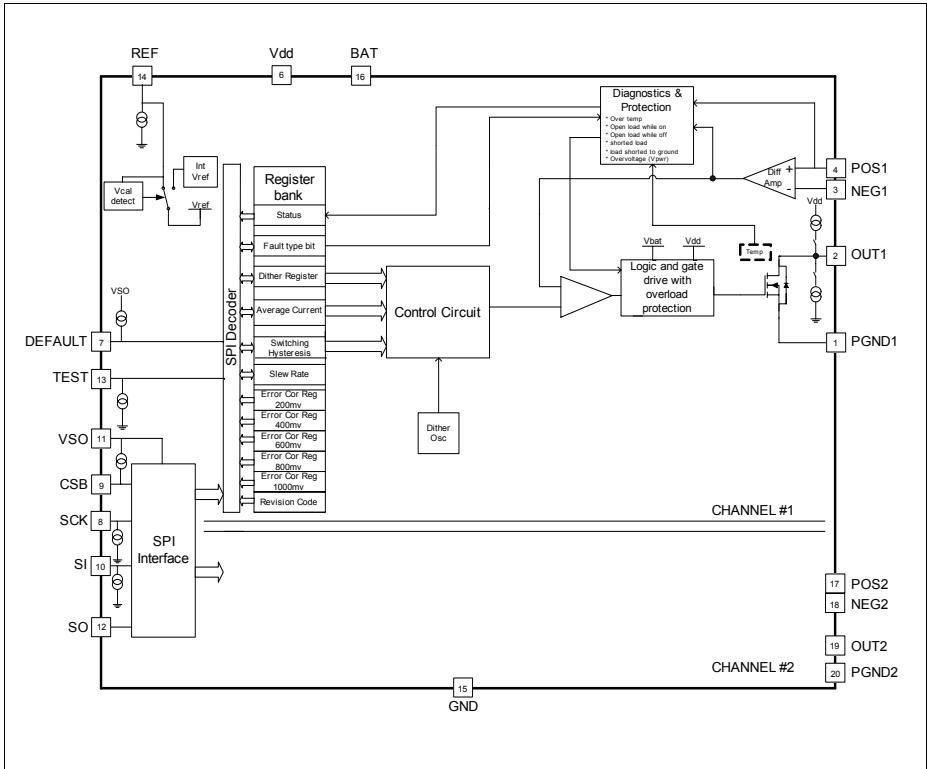 REF
Vdd
BAT
14
6
16
Diagnostics &
Protection
* Over temp
* Open load while on
* Open load while off
* shorted load
* load shorted to ground
* Overvoltage (Vpwr)
Int
Vref
Vcal
detect
Vref
Register
bank
Status
Fault type bit
Dither Register
Average Current
Switching
Hysteresis
Slew Rate
Error Cor Reg
200mv
Error Cor Reg
400mv
Error Cor Reg
600mv
Error Cor Reg
800mv
Error Cor Reg
1000mv
Revision Code
SPI Decoder
Control Circuit
Dither
Osc
Diff
Amp
+
-
4
POS1
3
NEG1
Vdd
Temp
2
OUT1
Vbat
Vdd
Logic and gate
drive with
overload
protection
1
PGND1
VSO
DEFAULT
7
TEST
13
VSO
11
CSB
9
SCK
8
SI
10
SO
12
SPI
Interface
CHANNEL #1
17
POS2
18
NEG2
19
OUT2
CHANNEL #2
20
PGND2
15
GND